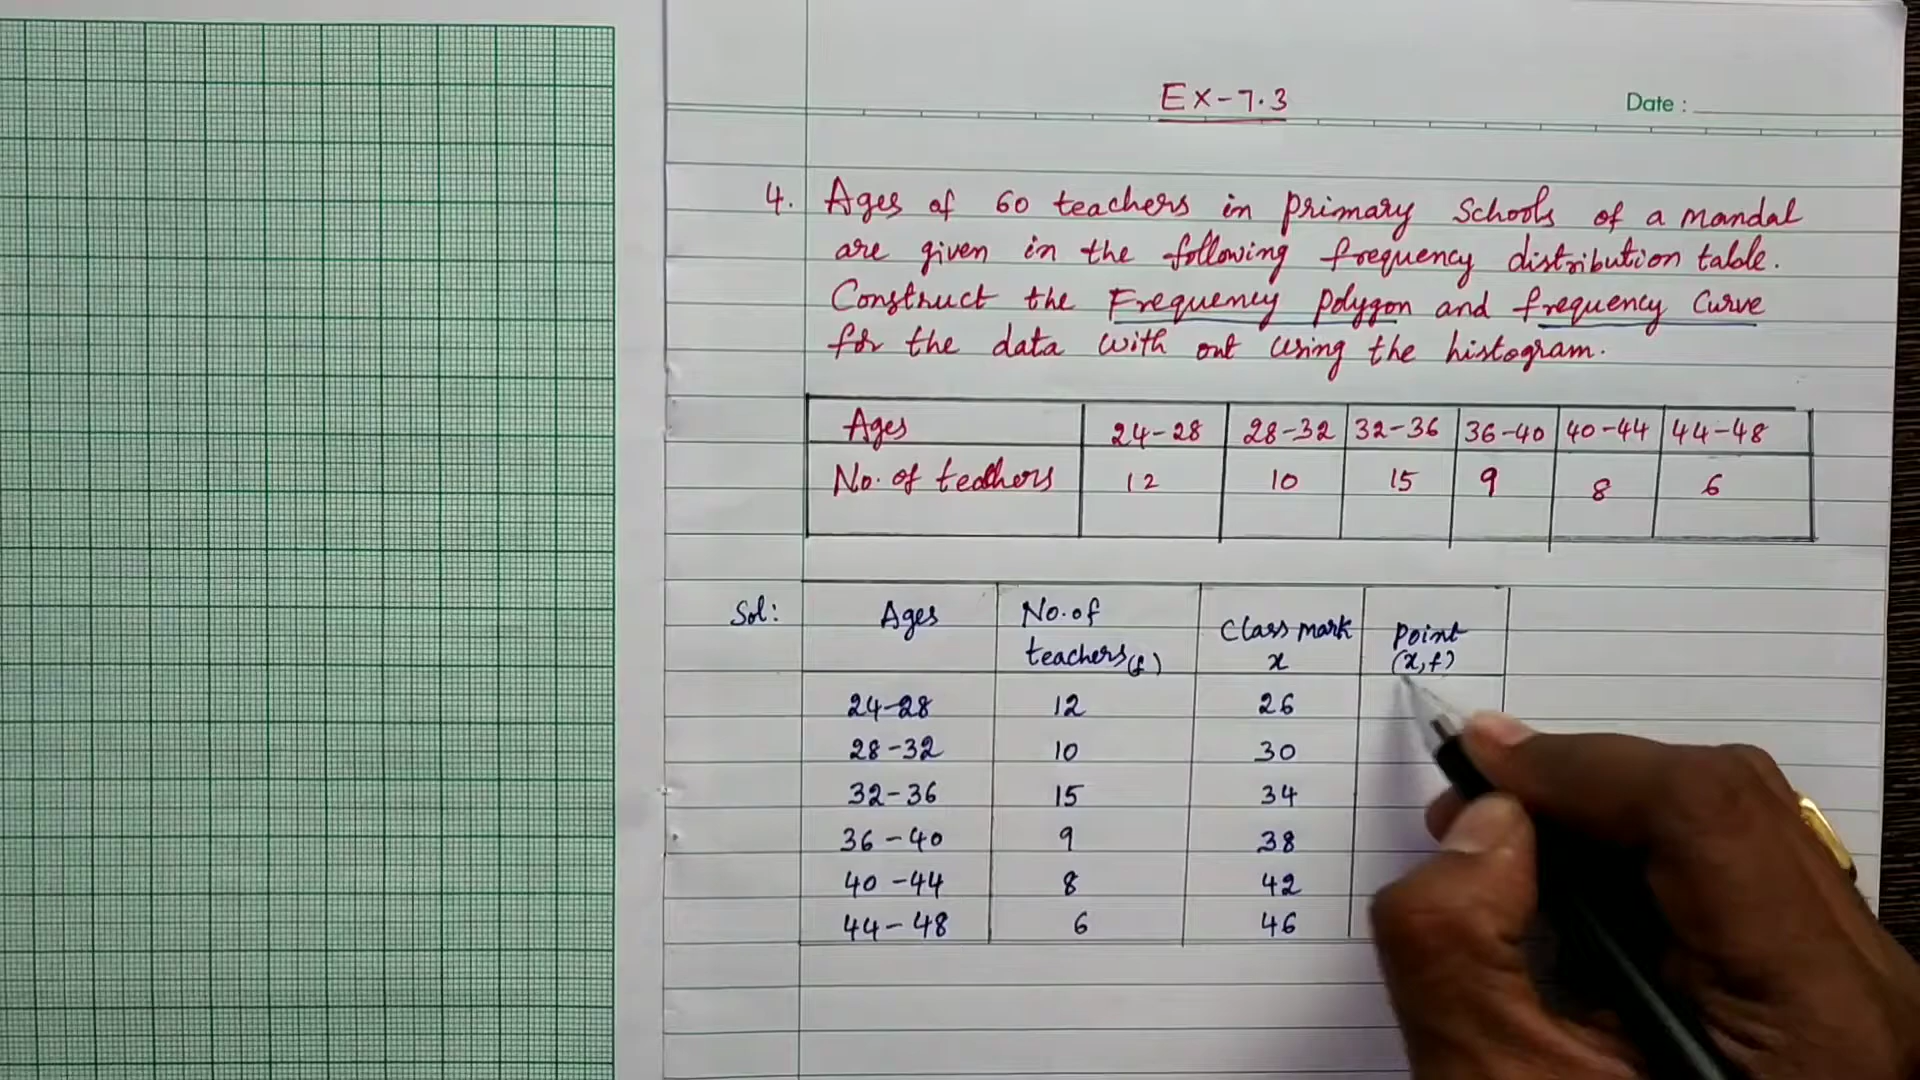 EX-7.3
Date :
4. Ages of 60 teachers in primary Schools of a mandal
are given in the following frequency distribution table.
Construct the Frequency polygon and frequency Curve
for the data with out using the histogram.
Ages 24-28 28-32 32-36 36-40 40-44 44-48
No. of teachers 12 10 15 9 8 6
Sol: Ages No. of teachers (f) Class mark x Point (x, f)
24-28 12 26
28-32 10 30
32-36 15 34
36-40 9 38
40-44 8 42
44-48 6 46